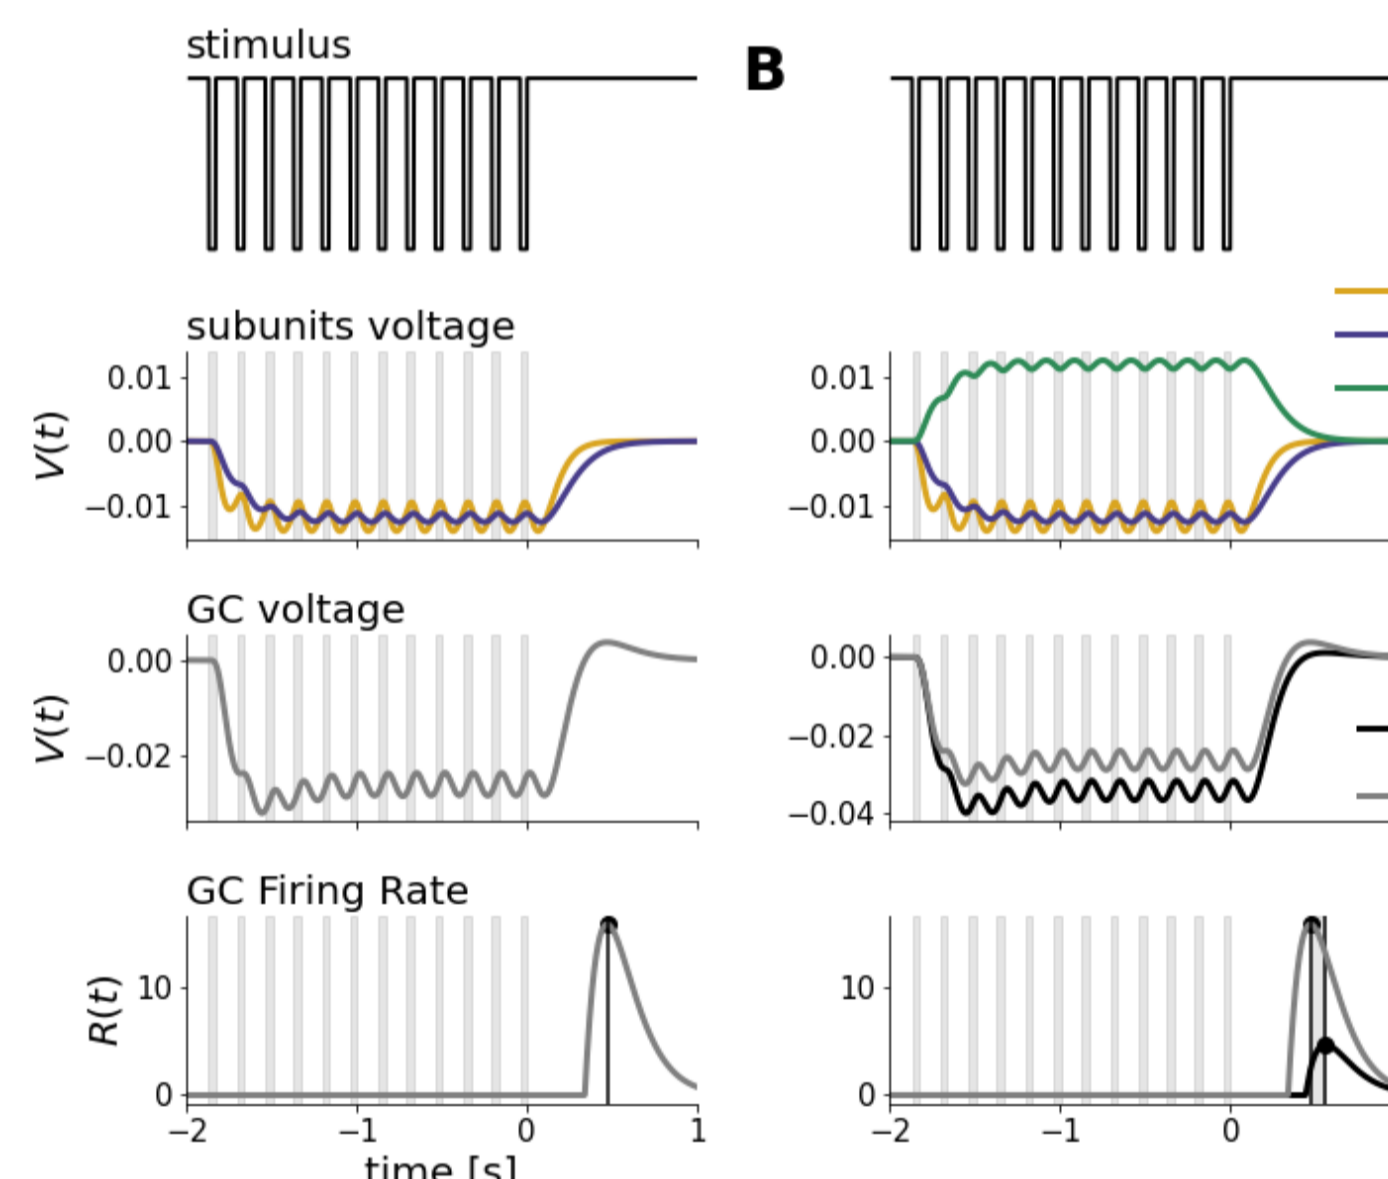 stimulus
B
subunits voltage
V(t)
0.01
0.00
−0.01
0.01
0.00
−0.01
GC voltage
V(t)
0.00
−0.02
0.00
−0.02
−0.04
GC Firing Rate
R(t)
10
0
10
0
−2 −1 0 1
−2 −1 0
time [s]